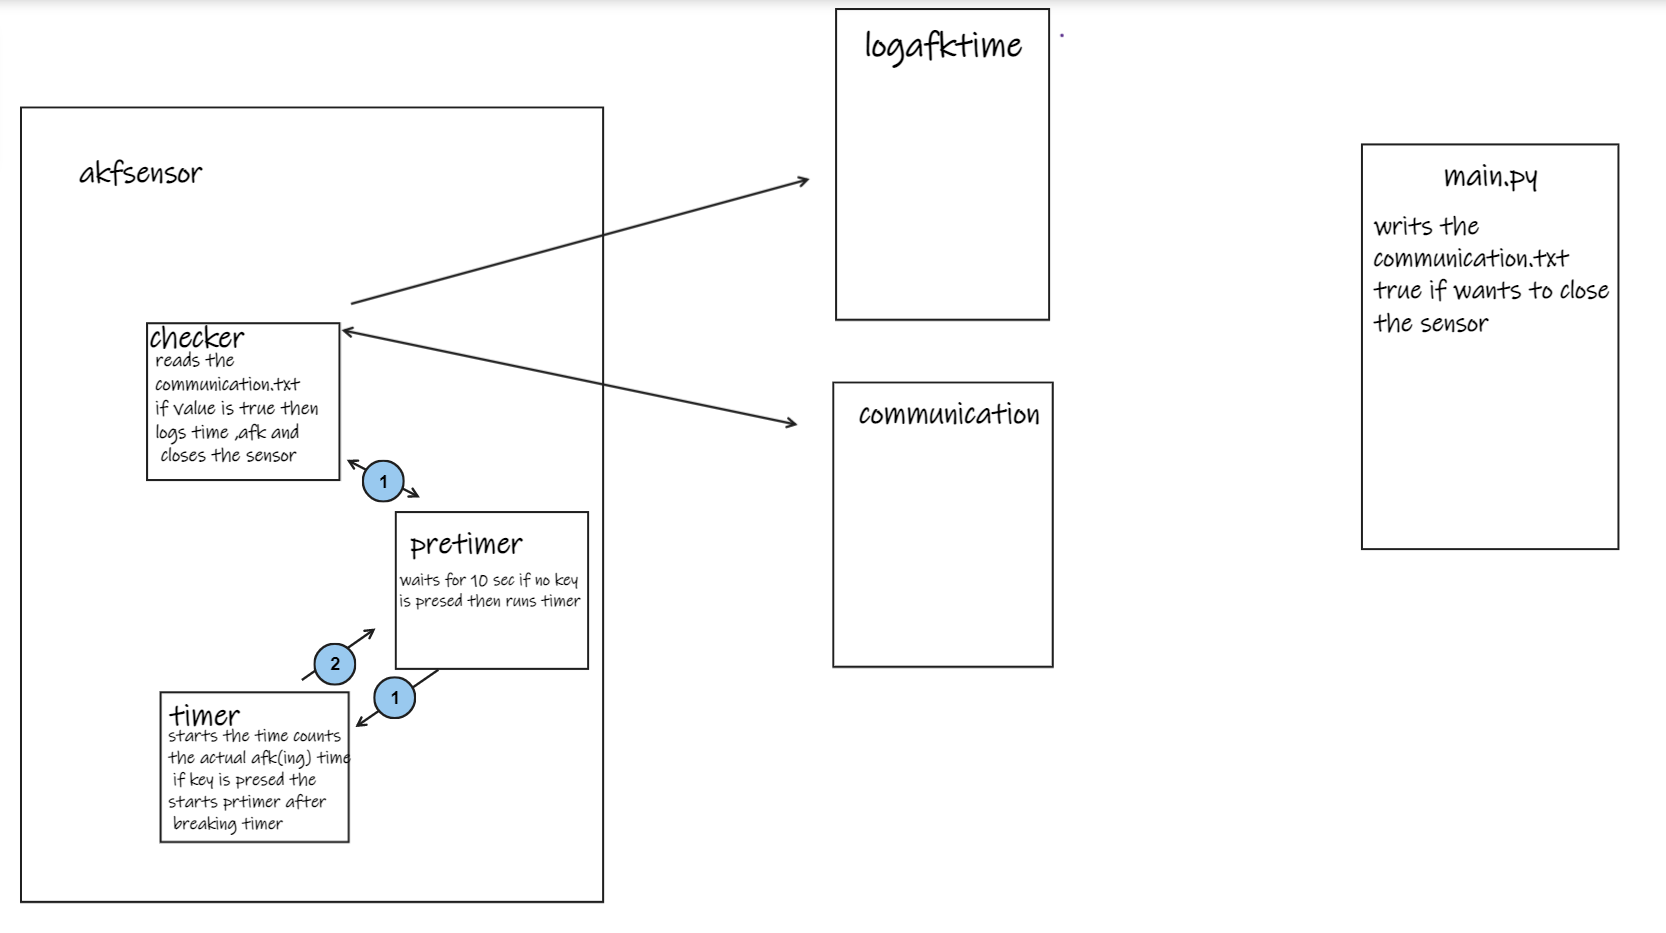 logafktime
akfsensor
main.py
writs the
communication.txt
true if wants to close
the sensor
checker
reads the
communication.txt
if value is true then
logs time ,afk and
closes the sensor
communication
1
pretimer
waits for 10 sec if no key
is presed then runs timer
2
1
timer
starts the time counts
the actual afk(ing) time
if key is presed the
starts prtimer after
breaking timer